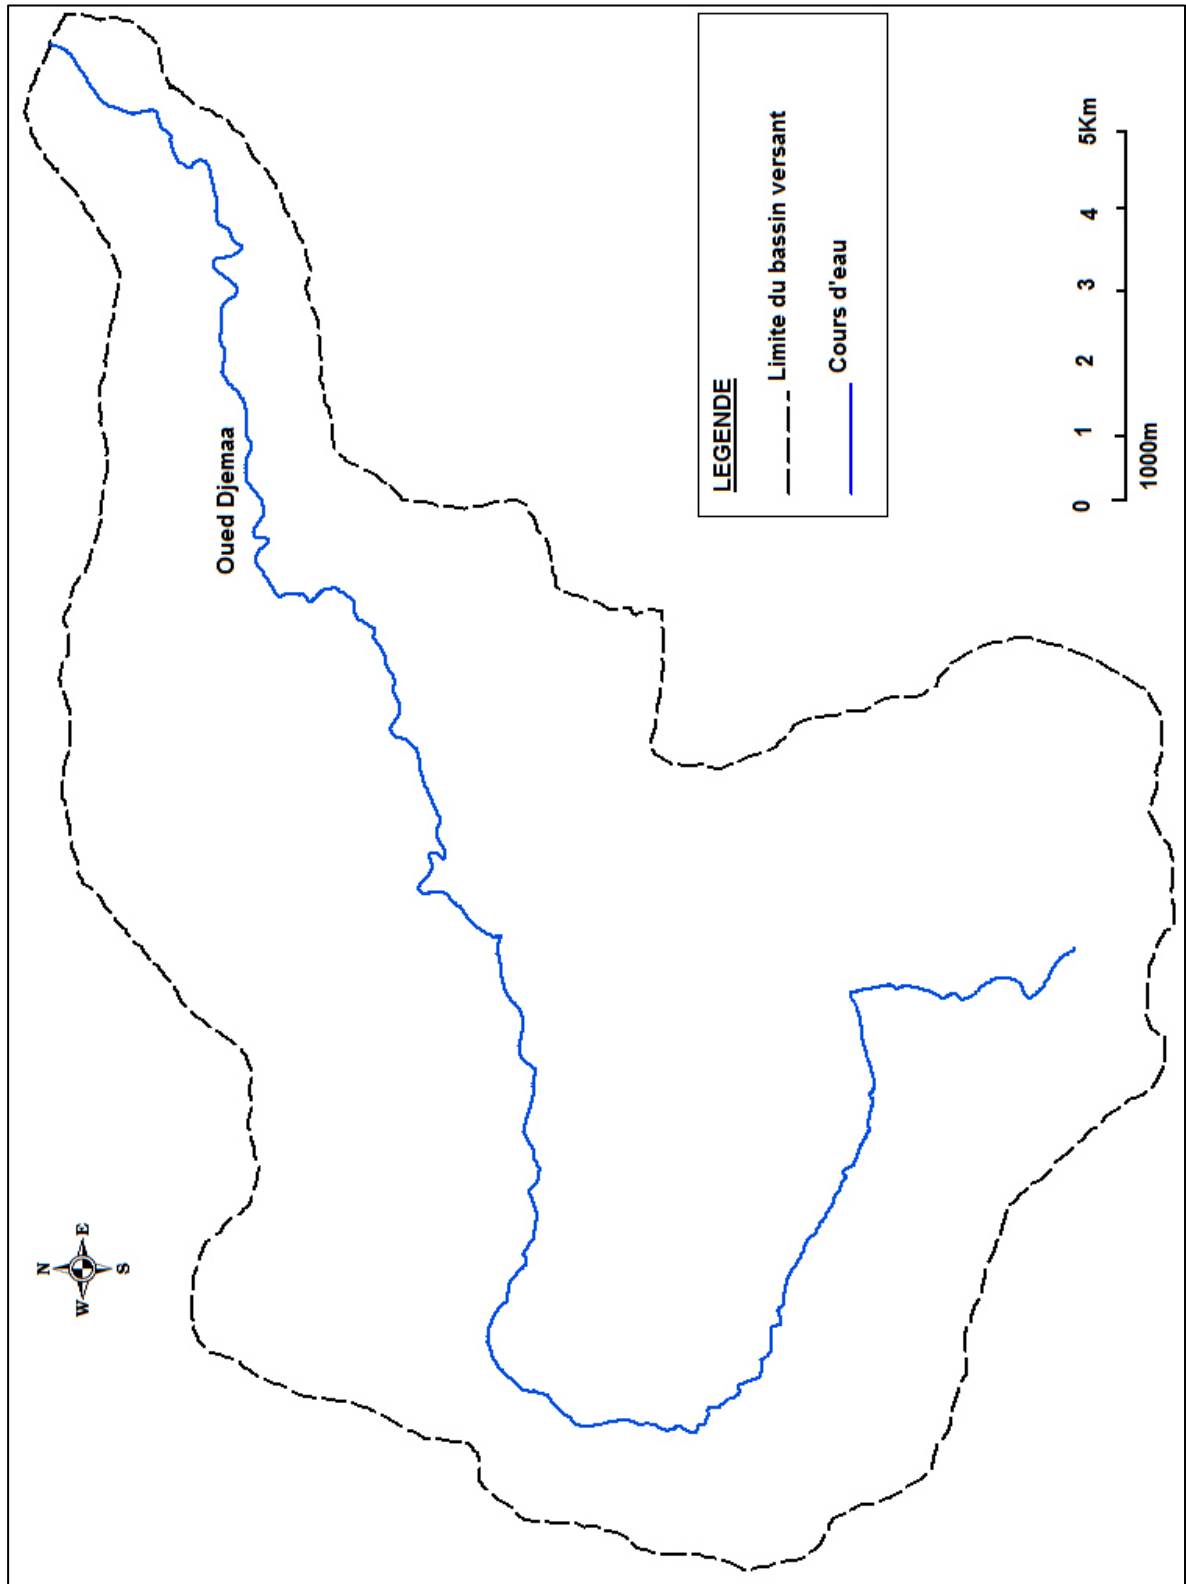 Oued Djemaa
N
W E
S
LEGENDE
Limite du bassin versant
Cours d'eau
0 1 2 3 4 5Km
1000m